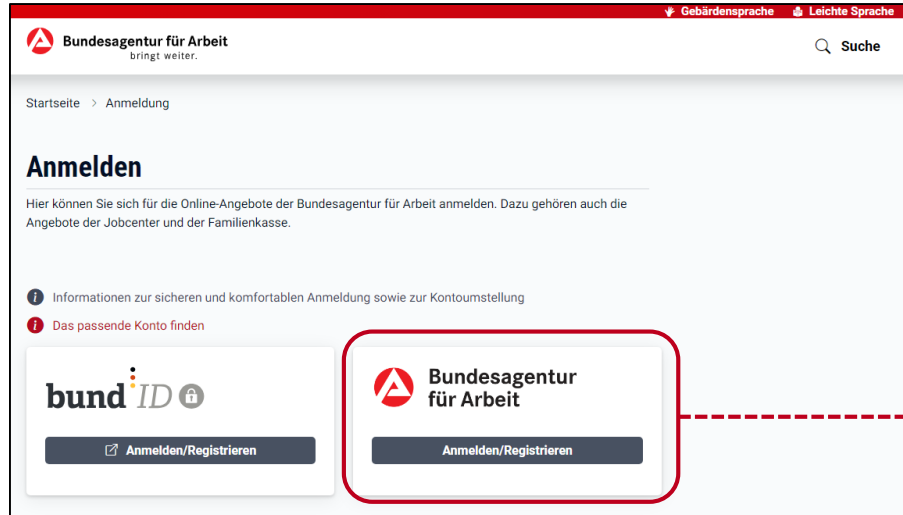 Gebärdensprache Leichte Sprache
Bundesagentur für Arbeit
bringt weiter.
Suche
Startseite > Anmeldung
Anmelden
Hier können Sie sich für die Online-Angebote der Bundesagentur für Arbeit anmelden. Dazu gehören auch die
Angebote der Jobcenter und der Familienkasse.
Informationen zur sicheren und komfortablen Anmeldung sowie zur Kontoumstellung
Das passende Konto finden
bund ID
Anmelden/Registrieren
Bundesagentur
für Arbeit
Anmelden/Registrieren